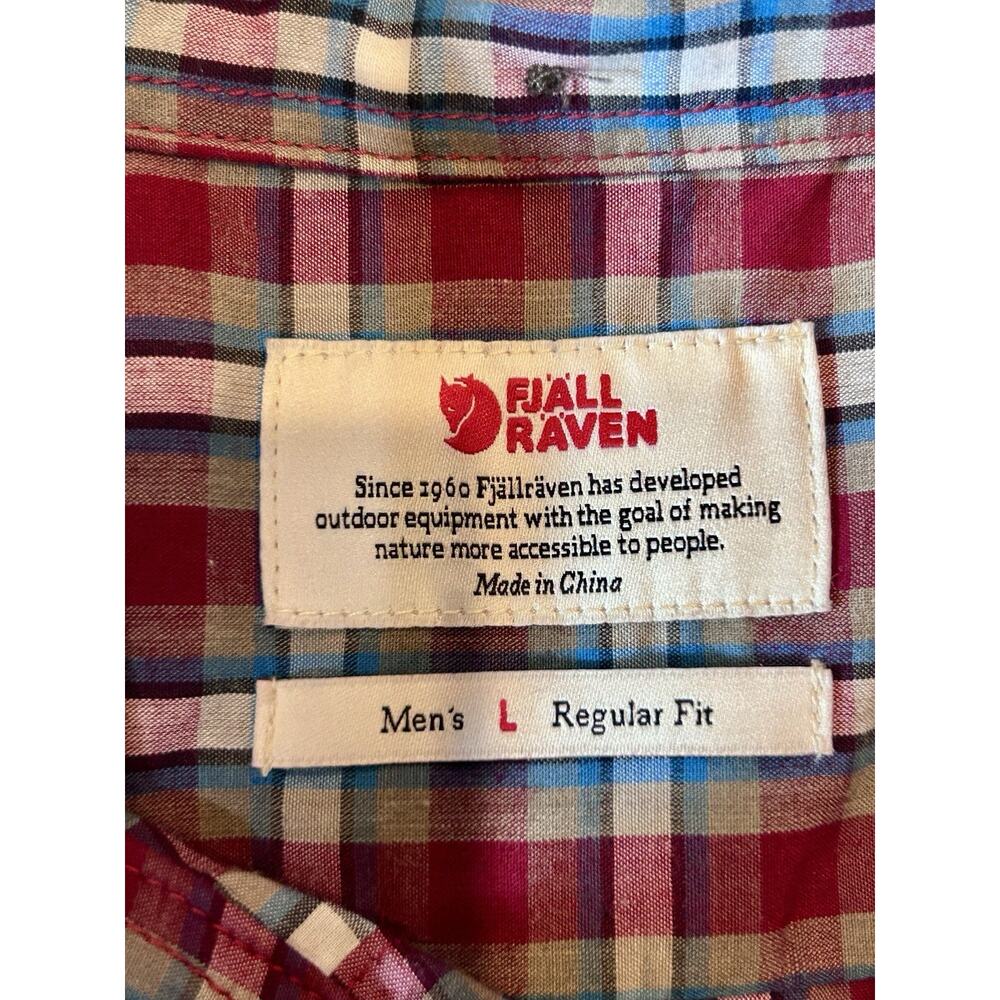 FJÄLL
RÄVEN
Since 1960 Fjällräven has developed
outdoor equipment with the goal of making
nature more accessible to people.
Made in China
Men's L Regular Fit